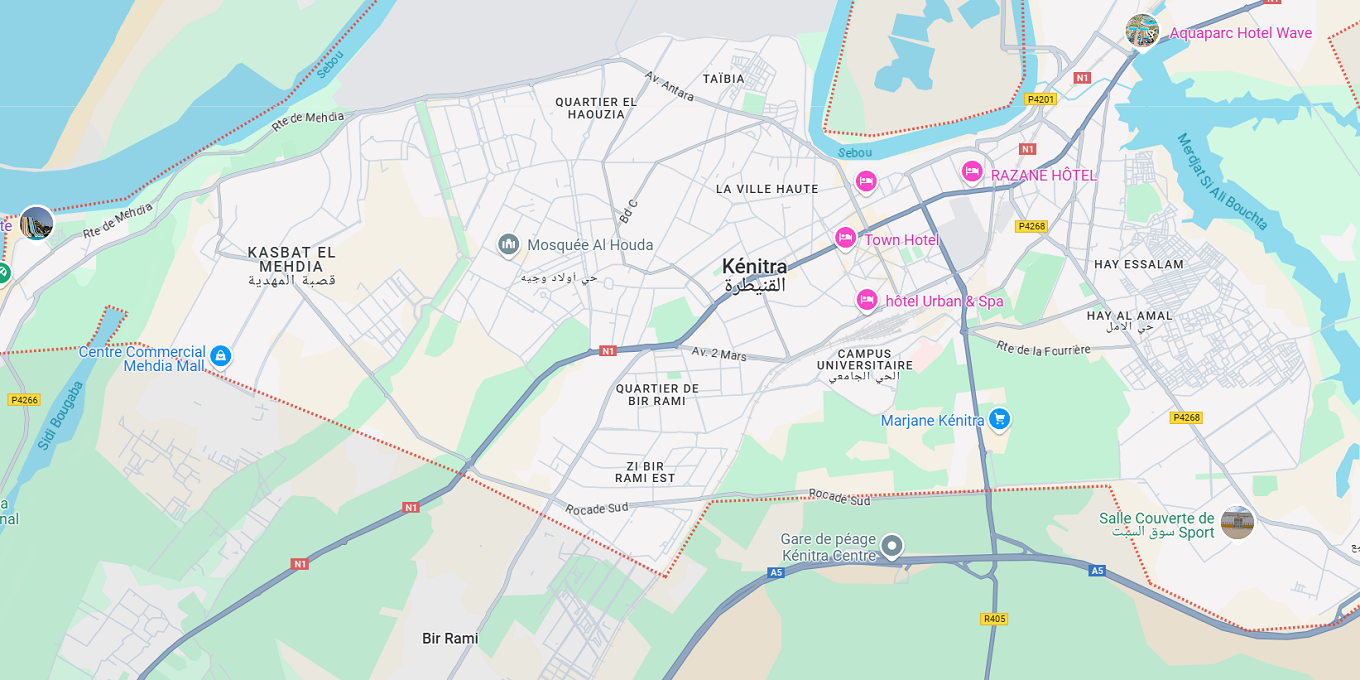 N1
Aquaparc Hotel Wave
Sebou
TAÏBIA
N1
Av. Antara
P4201
QUARTIER EL
HAOUZIA
Rte de Mehdia
N1
Sebou
Merdjat Si Ali Bouchta
RAZANE HÔTEL
LA VILLE HAUTE
Bd C
Rte de Mehdia
te
P4268
Town Hotel
Mosquée Al Houda
KASBAT EL
MEHDIA
قصبة المهدية
حي أولاد وجيه
Kénitra
القنيطرة
HAY ESSALAM
hôtel Urban & Spa
HAY AL AMAL
حي الامل
Rte de la Fourrière
N1
Av. 2 Mars
Centre Commercial
Mehdia Mall
CAMPUS
UNIVERSITAIRE
الحي الجامعي
QUARTIER DE
BIR RAMI
P4266
Sidi Bougaba
Marjane Kénitra
P4268
ZI BIR
RAMI EST
Rocade Sud
Rocade Sud
N1
a
nal
Salle Couverte de
Sport سوق السبت
Gare de péage
Kénitra Centre
N1
A5
A5
R405
Bir Rami